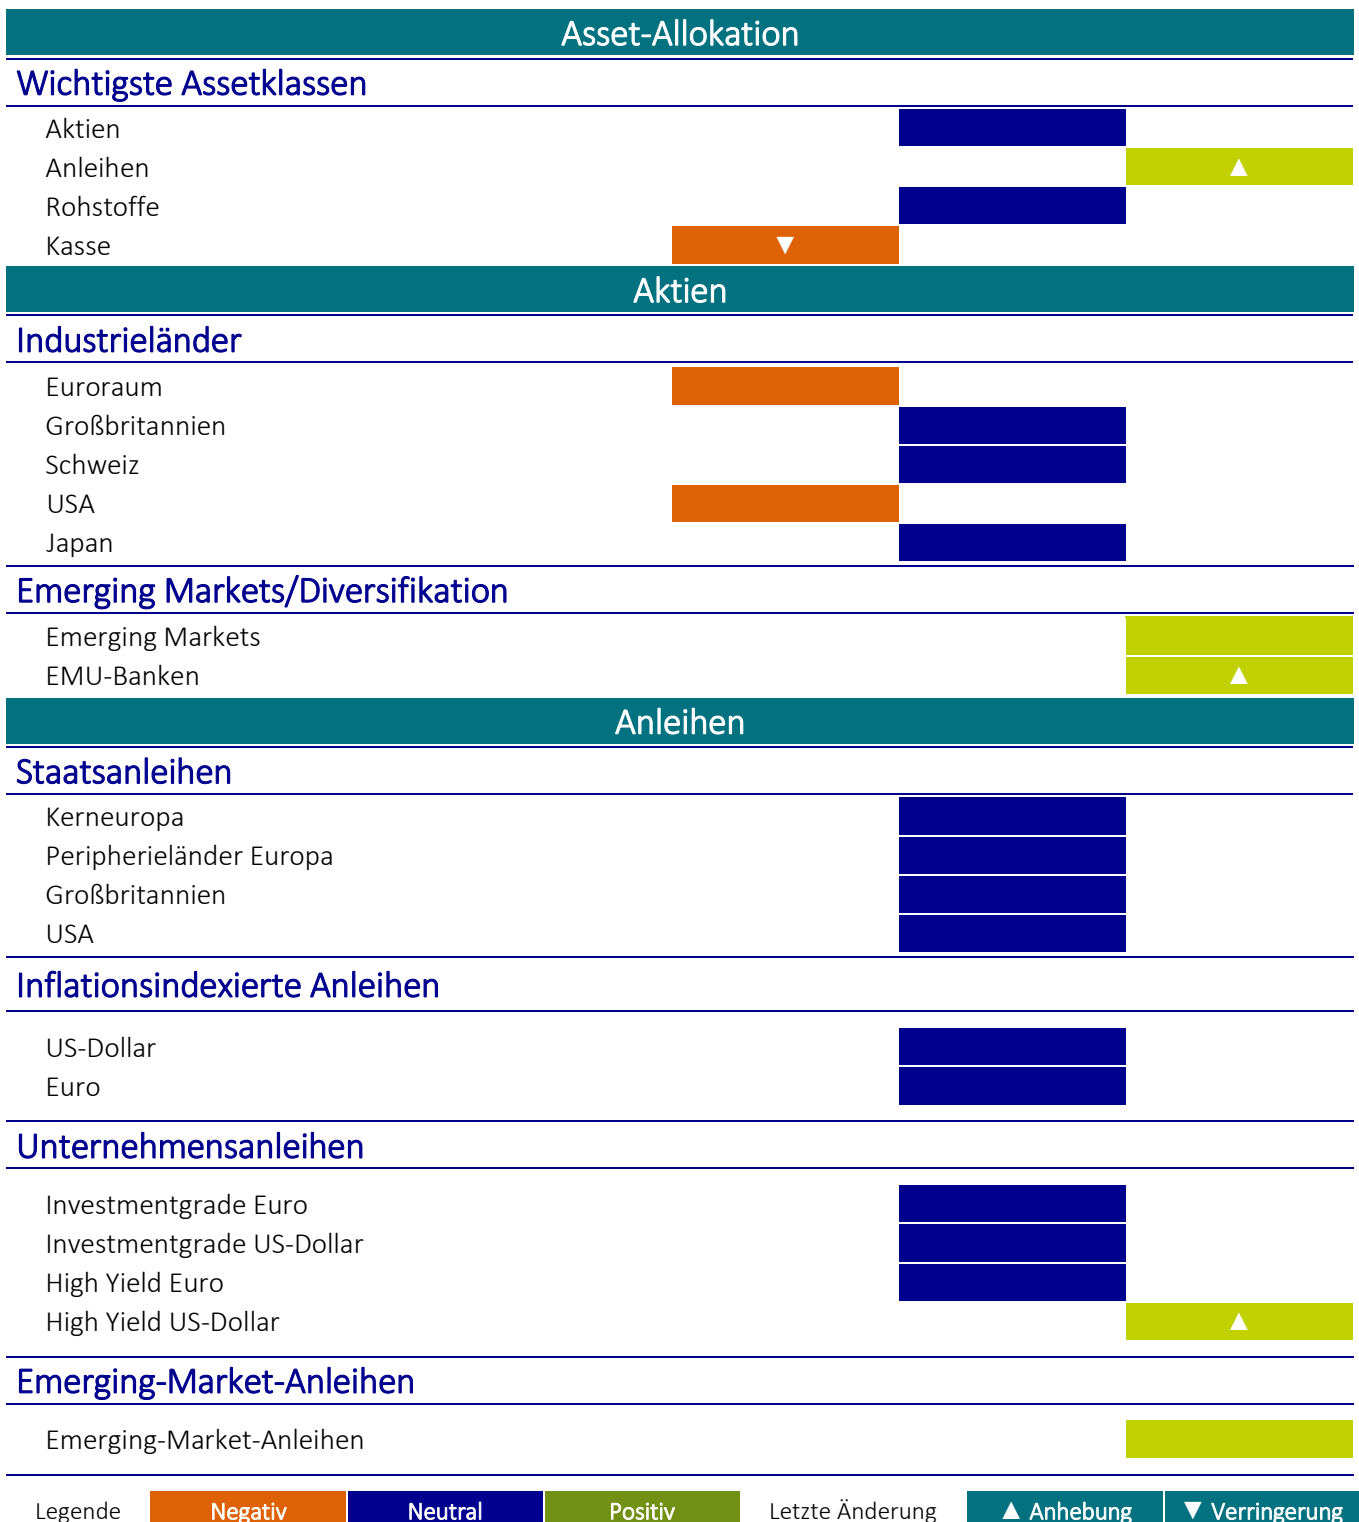 Asset-Allokation
Wichtigste Assetklassen
Aktien
Anleihen ▲
Rohstoffe
Kasse ▼
Aktien
Industrieländer
Euroraum
Großbritannien
Schweiz
USA
Japan
Emerging Markets/Diversifikation
Emerging Markets
EMU-Banken ▲
Anleihen
Staatsanleihen
Kerneuropa
Peripherieländer Europa
Großbritannien
USA
Inflationsindexierte Anleihen
US-Dollar
Euro
Unternehmensanleihen
Investmentgrade Euro
Investmentgrade US-Dollar
High Yield Euro
High Yield US-Dollar ▲
Emerging-Market-Anleihen
Emerging-Market-Anleihen
Legende Negativ Neutral Positiv Letzte Änderung ▲ Anhebung ▼ Verringerung